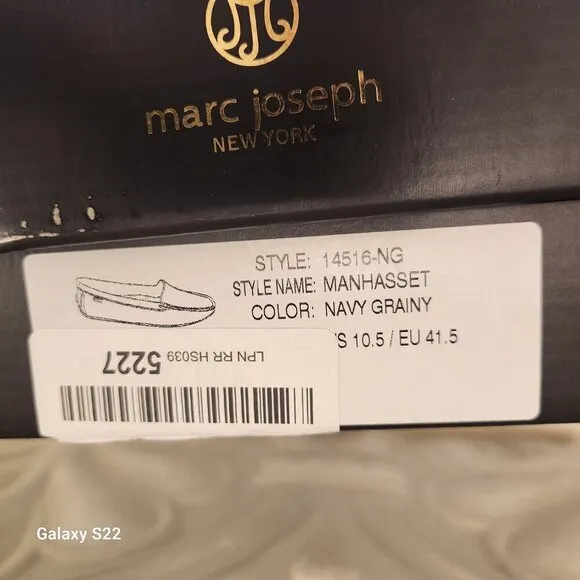 marc joseph
NEW YORK
STYLE: 14516-NG
STYLE NAME: MANHASSET
COLOR: NAVY GRAINY
S 10.5 / EU 41.5
LPN RR HS039
5227
Galaxy S22